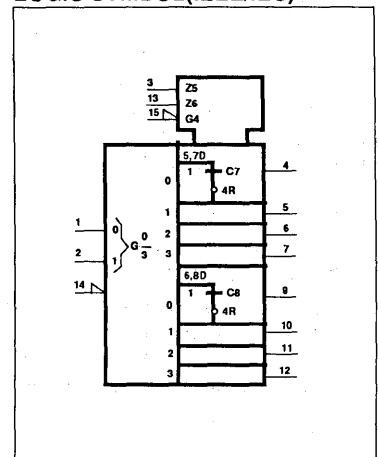 LOGIC SYMBOL(IEEE/IEC)
3 Z5
13 Z6
15 G4
5,7D
1 C7 4
0 4R
1 5
1 0 2 6
G 0/3
3 7
2 1
6,8D
14 1 C8 9
0 4R
1 10
2 11
3 12